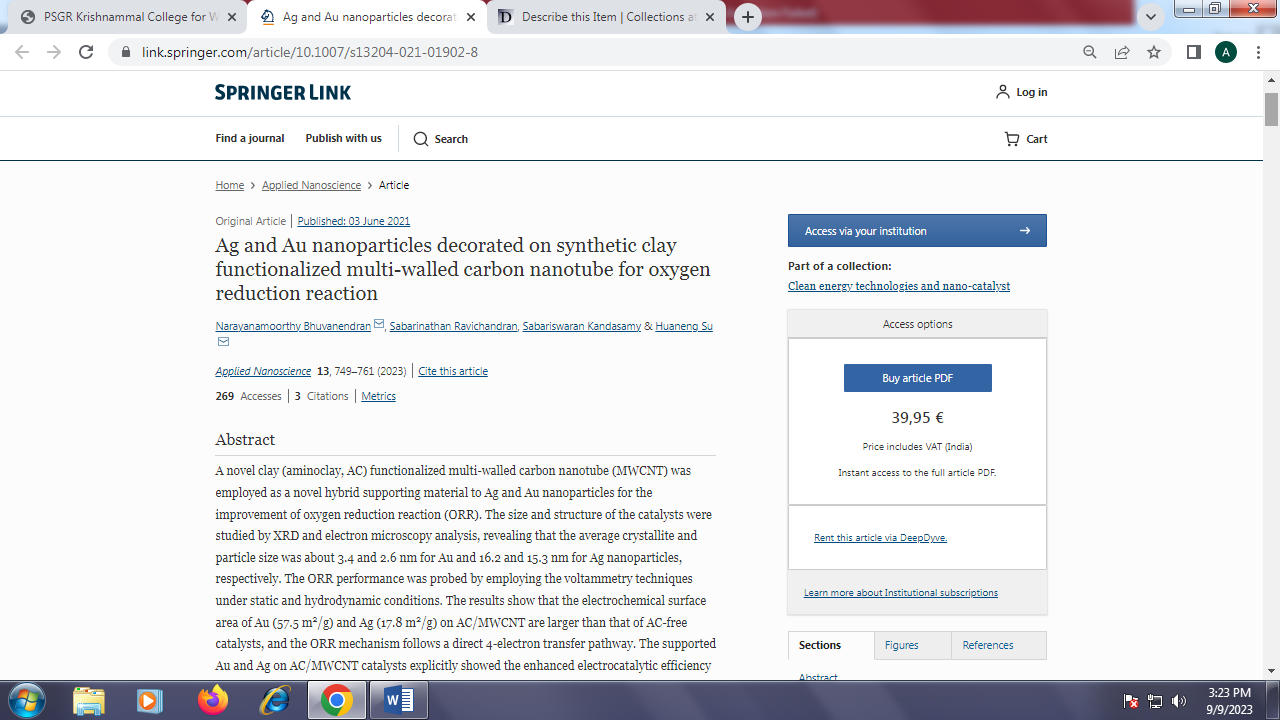 PSGR Krishnammal College for W
Ag and Au nanoparticles decorat
Describe this Item | Collections a
link.springer.com/article/10.1007/s13204-021-01902-8
A
SPRINGER LINK
Log in
Find a journal Publish with us Search
Cart
Home > Applied Nanoscience > Article
Original Article | Published: 03 June 2021
Ag and Au nanoparticles decorated on synthetic clay
functionalized multi-walled carbon nanotube for oxygen
reduction reaction
Narayanamoorthy Bhuvanendran, Sabarinathan Ravichandran, Sabariswaran Kandasamy & Huaneng Su
Applied Nanoscience 13, 749–761 (2023) | Cite this article
269 Accesses | 3 Citations | Metrics
Abstract
A novel clay (aminoclay, AC) functionalized multi-walled carbon nanotube (MWCNT) was
employed as a novel hybrid supporting material to Ag and Au nanoparticles for the
improvement of oxygen reduction reaction (ORR). The size and structure of the catalysts were
studied by XRD and electron microscopy analysis, revealing that the average crystallite and
particle size was about 3.4 and 2.6 nm for Au and 16.2 and 15.3 nm for Ag nanoparticles,
respectively. The ORR performance was probed by employing the voltammetry techniques
under static and hydrodynamic conditions. The results show that the electrochemical surface
area of Au (57.5 m²/g) and Ag (17.8 m²/g) on AC/MWCNT are larger than that of AC-free
catalysts, and the ORR mechanism follows a direct 4-electron transfer pathway. The supported
Au and Ag on AC/MWCNT catalysts explicitly showed the enhanced electrocatalytic efficiency
Access via your institution →
Part of a collection:
Clean energy technologies and nano-catalyst
Access options
Buy article PDF
39,95 €
Price includes VAT (India)
Instant access to the full article PDF.
Rent this article via DeepDyve.
Learn more about Institutional subscriptions
Sections Figures References
Abstract
3:23 PM
9/9/2023